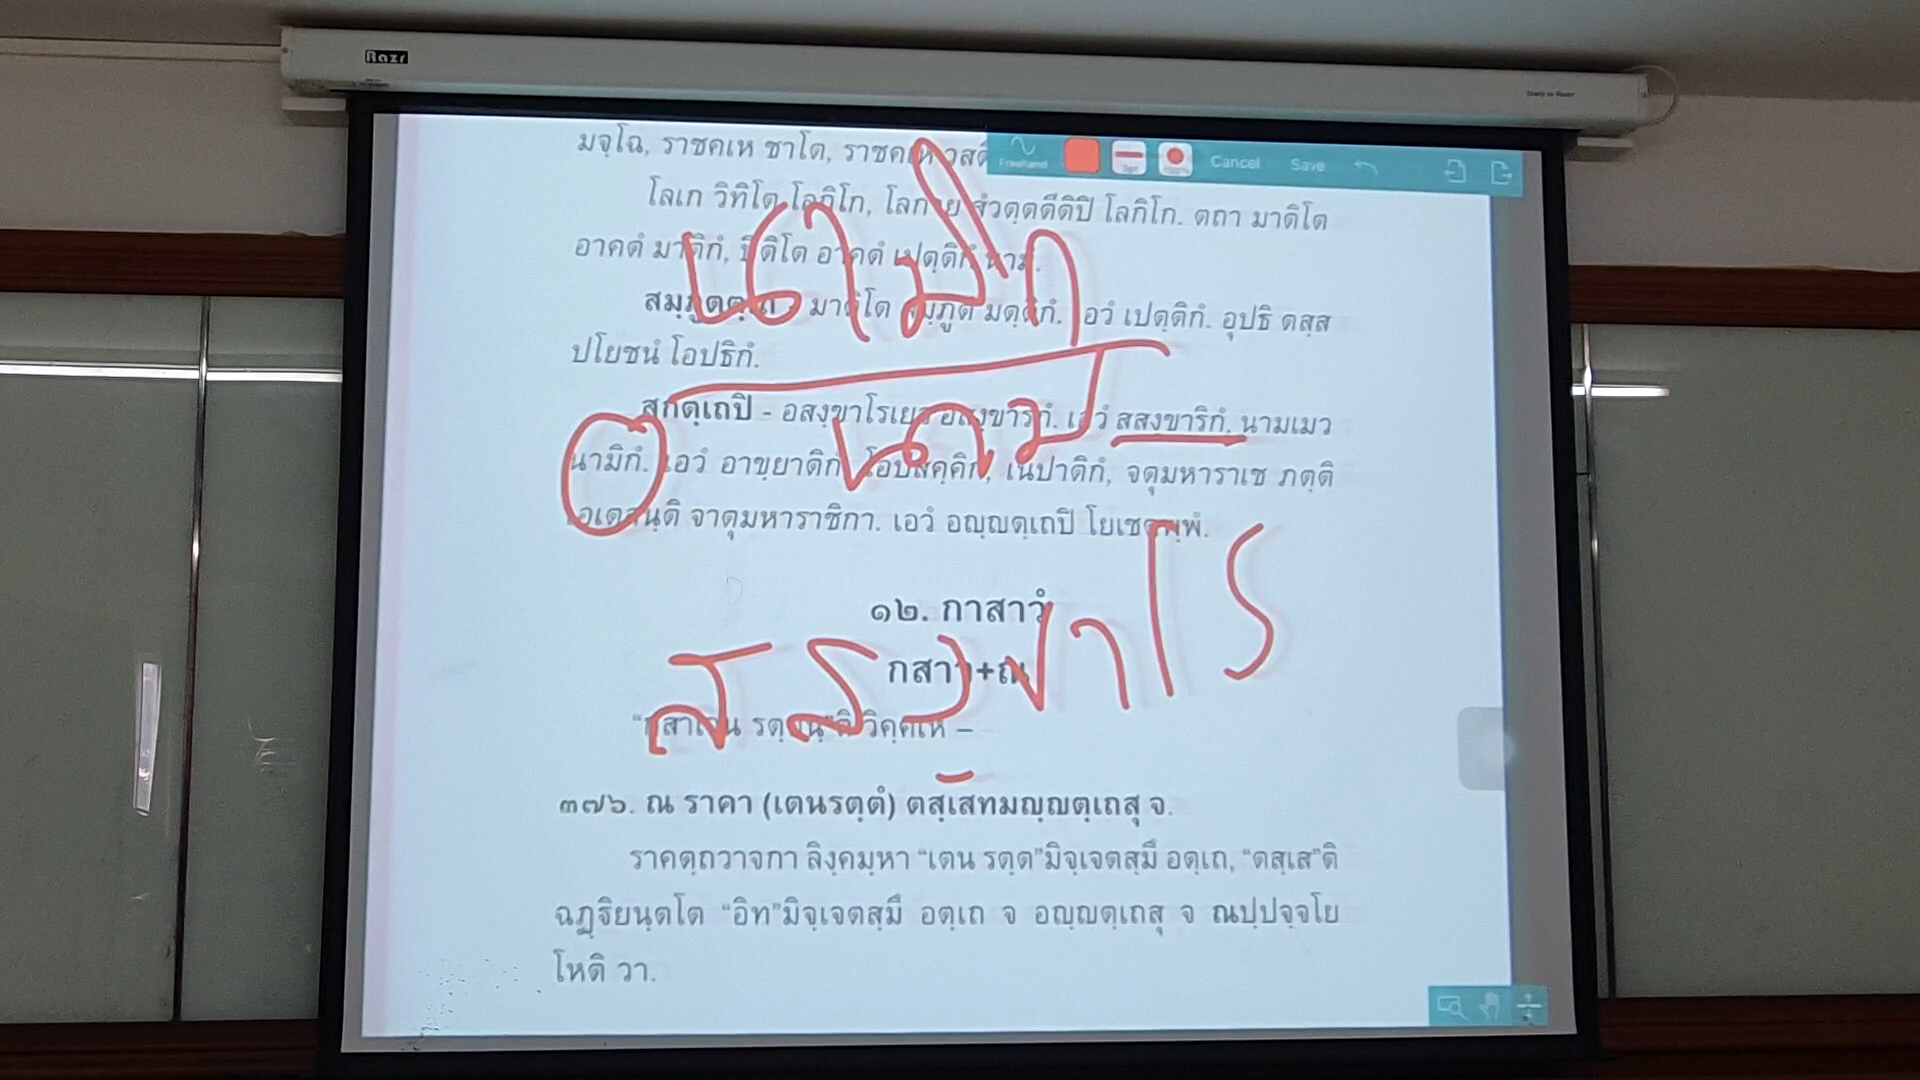 Razr
มจฺโฉ, ราชคเห ชาโต, ราชคเห วสติ
Freehand Cancel Save
โลเก วิทิโต โลกิโก, โลกาย สํวตฺตตีติปิ โลกิโก. ตถา มาติโต
อาคตํ มาติกํ, ปิติโต อาคตํ เปตฺติกํ นามํ.
สมฺภูตตฺเถ - มาติโต สมฺภูตํ มตฺติกํ. เอวํ เปตฺติกํ. อุปธิ ตสฺส
ปโยชนํ โอปธิกํ.
สกตฺเถปิ - อสงฺขาโรเยว อสงฺขาริกํ. เอวํ สสงขาริกํ. นามเมว
นามิกํ. เอวํ อาขฺยาติกํ, โอปสคฺคิกํ, เนปาติกํ, จตุมหาราเช ภตฺติ
เอเตสนฺติ จาตุมหาราชิกา. เอวํ อญฺญตฺเถปิ โยเชตพฺพํ.
๑๒. กาสาวํ
กสาว+ณ
สสงขาโร
“กสาเวน รตฺตนฺ”ติ วิคฺคเห –
๓๗๖. ณ ราคา (เตนรตฺตํ) ตสฺเสทมญฺญตฺเถสุ จ.
ราคตฺถวาจกา ลิงฺคมฺหา “เตน รตฺต”มิจฺเจตสฺมึ อตฺเถ, “ตสฺเส”ติ
ฉฏฺฐิยนฺตโต “อิท”มิจฺเจตสฺมึ อตฺเถ จ อญฺญตฺเถสุ จ ณปฺปจฺจโย
โหติ วา.